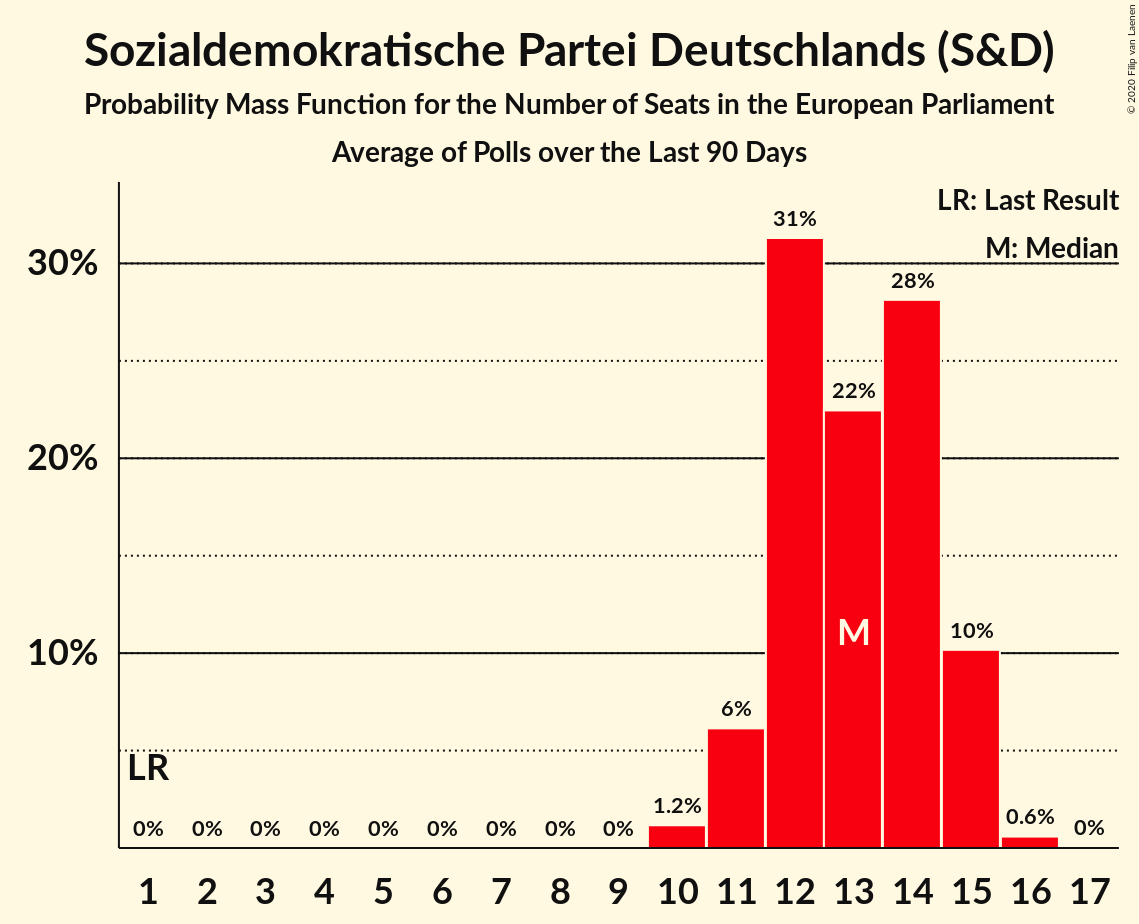 Sozialdemokratische Partei Deutschlands (S&D)
Probability Mass Function for the Number of Seats in the European Parliament
Average of Polls over the Last 90 Days
© 2020 Filip van Laenen
LR: Last Result
M: Median
31%
30%
28%
22%
20%
M
10%
10%
6%
LR
1.2%
0.6%
0% 0% 0% 0% 0% 0% 0% 0% 0% 0%
1 2 3 4 5 6 7 8 9 10 11 12 13 14 15 16 17